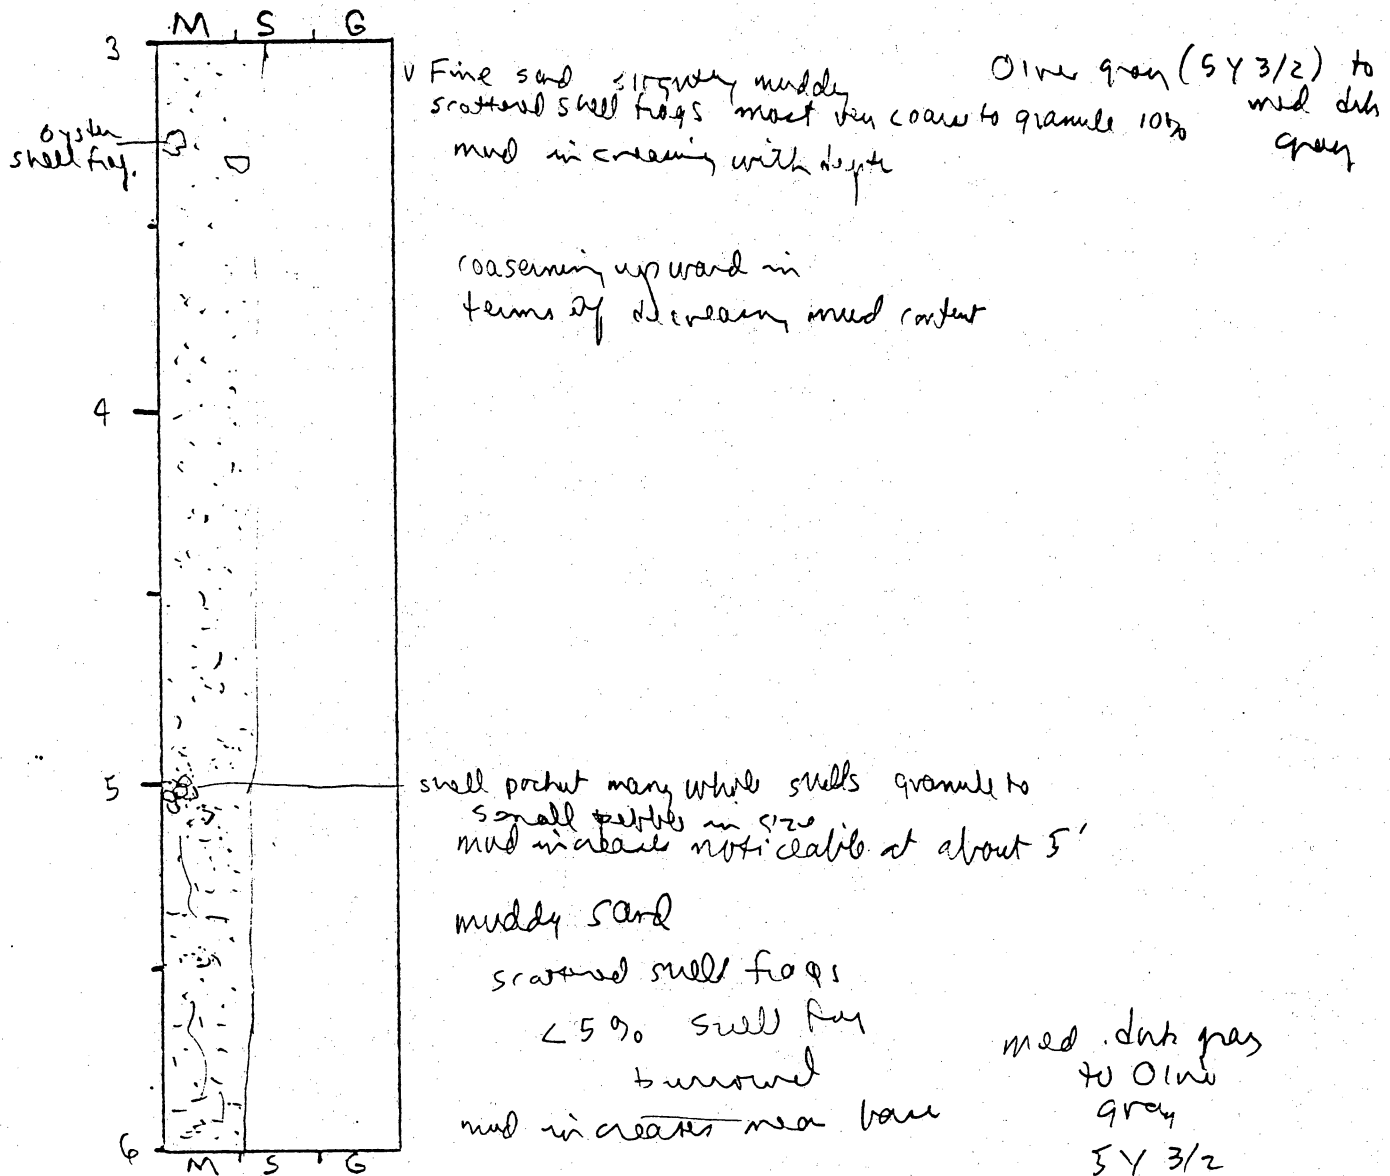 M S G
3
V Fine sand slightly muddy
Olive gray (5Y 3/2) to
med drk
gray
scattered shell frags most very coarse to granule 10%
mud increasing with depth
oyster
shell frag.
coasening upward in
terms of decreasing mud content
4
5
shell pocket many whole shells granule to
small pebble in size
mud increases noticeable at about 5'
muddy sand
scattered shell frags
<5% shell frag
burrowed
mud increases near base
med. drk gray
to Olive
gray
5Y 3/2
6
M S G